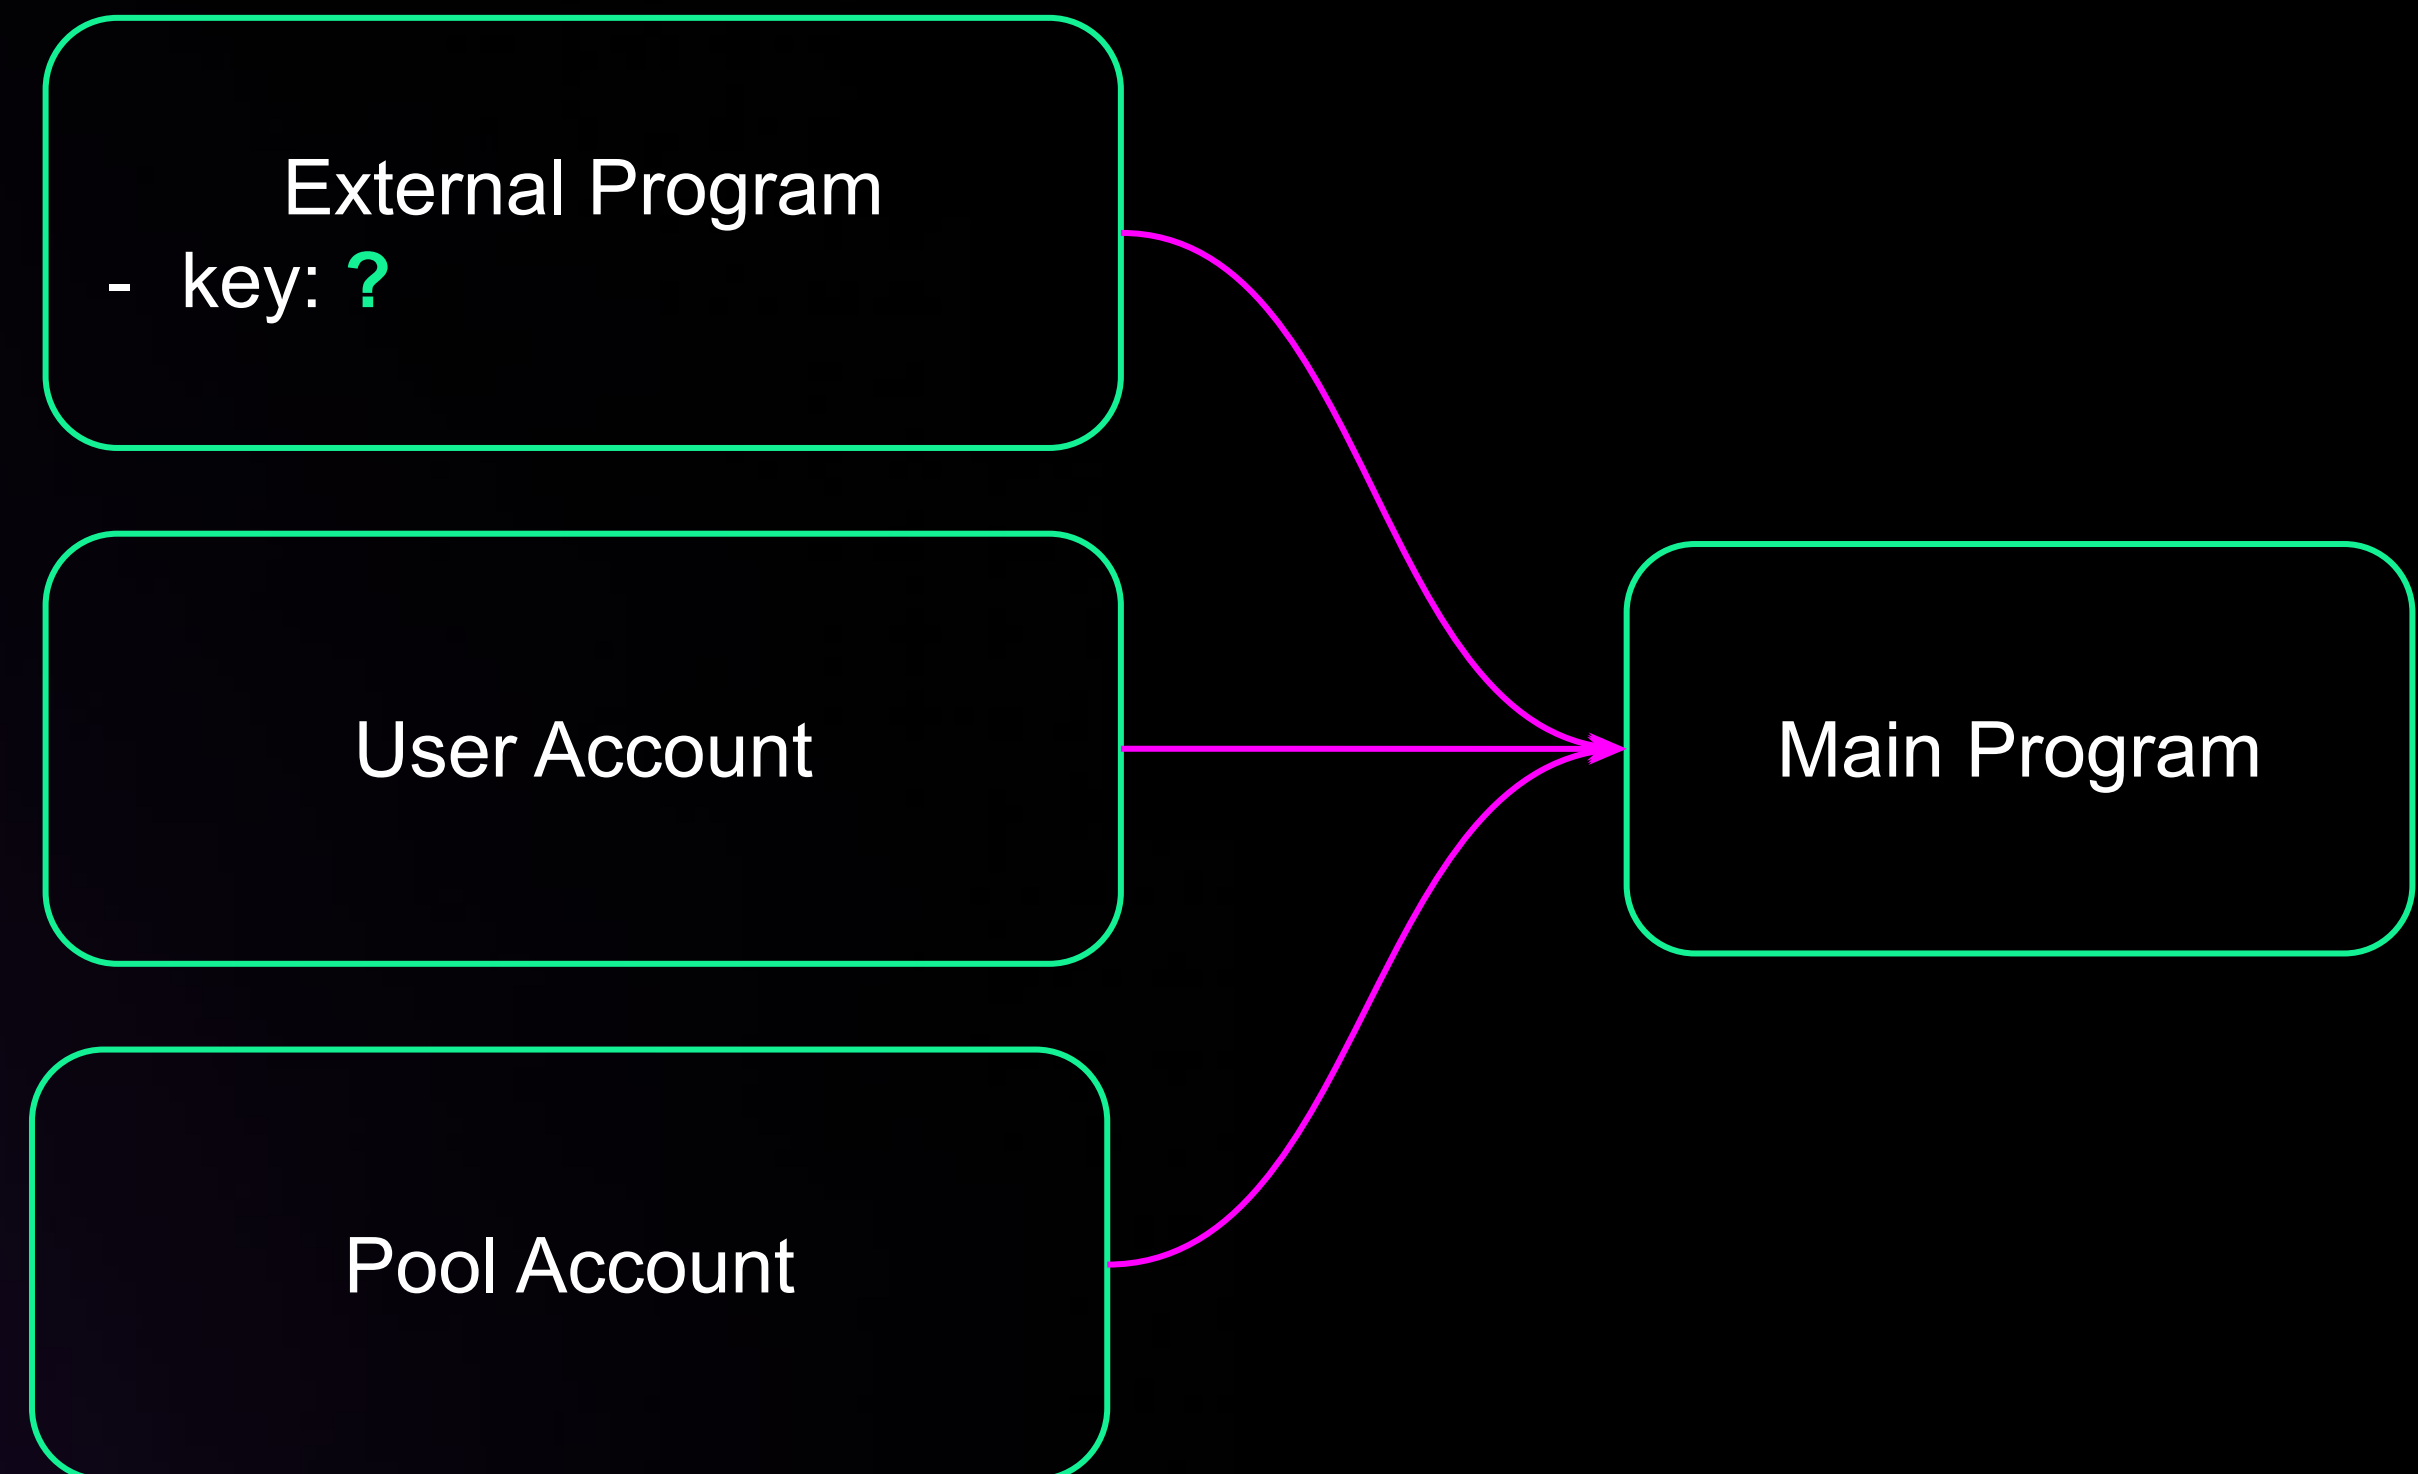 External Program
- key: ?
User Account
Main Program
Pool Account